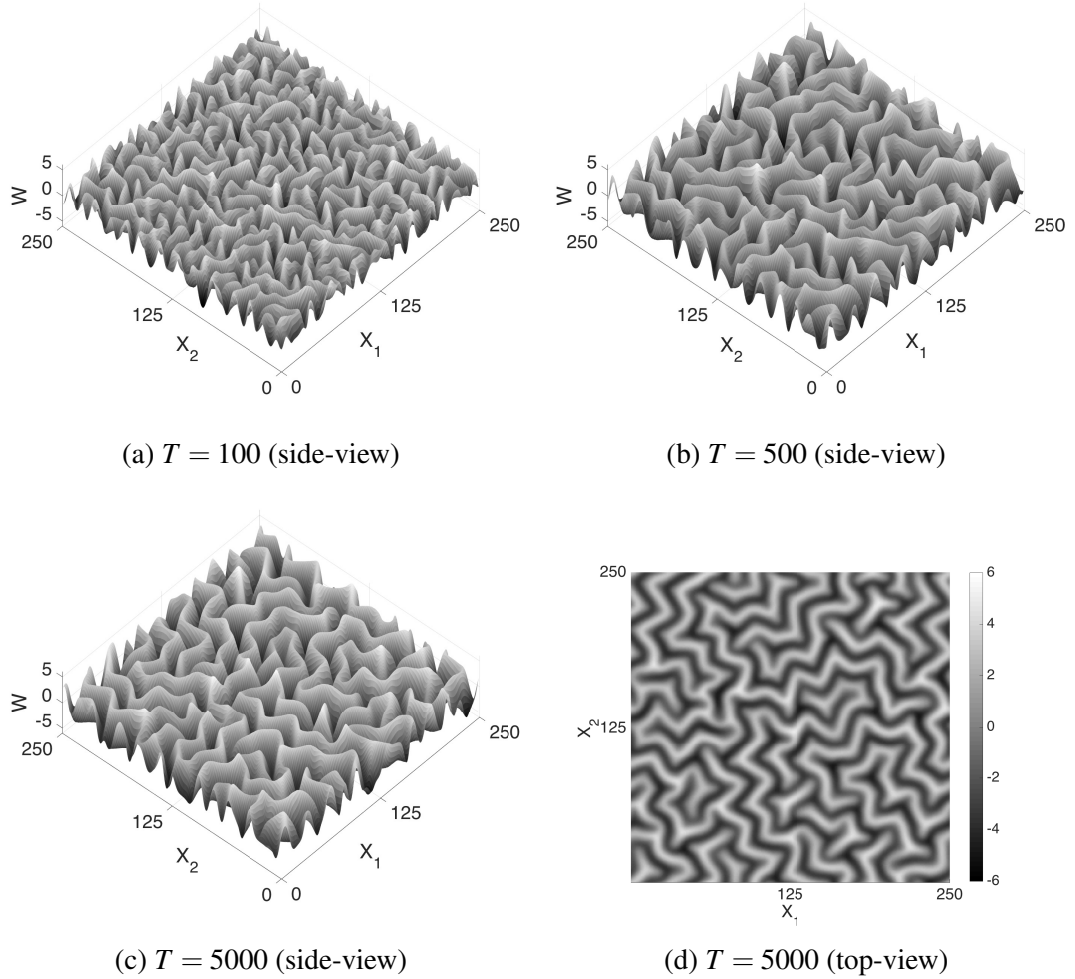 5
0
-5
W
250
125
X2
0
0
X1
125
250
(a) T = 100 (side-view)
5
0
-5
W
250
125
X2
0
0
X1
125
250
(b) T = 500 (side-view)
5
0
-5
W
250
125
X2
0
0
X1
125
250
(c) T = 5000 (side-view)
250
X2
125
125
250
X1
6
4
2
0
-2
-4
-6
(d) T = 5000 (top-view)